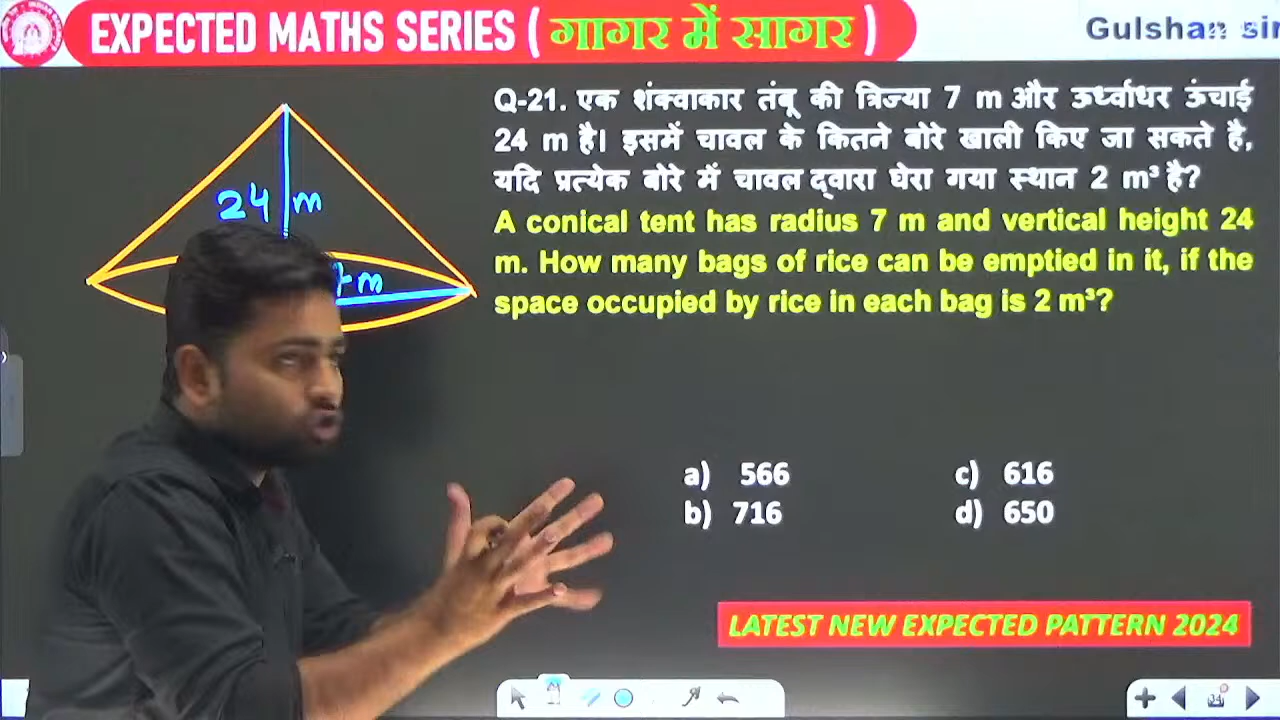 EXPECTED MATHS SERIES ( गागर में सागर )
Gulshan sir
Q-21. एक शंक्वाकार तंबू की त्रिज्या 7 m और ऊर्ध्वाधर ऊंचाई
24 m है। इसमें चावल के कितने बोरे खाली किए जा सकते है,
यदि प्रत्येक बोरे में चावल द्वारा घेरा गया स्थान 2 m³ है?
A conical tent has radius 7 m and vertical height 24
m. How many bags of rice can be emptied in it, if the
space occupied by rice in each bag is 2 m³?
24 m
7 m
a) 566
c) 616
b) 716
d) 650
LATEST NEW EXPECTED PATTERN 2024